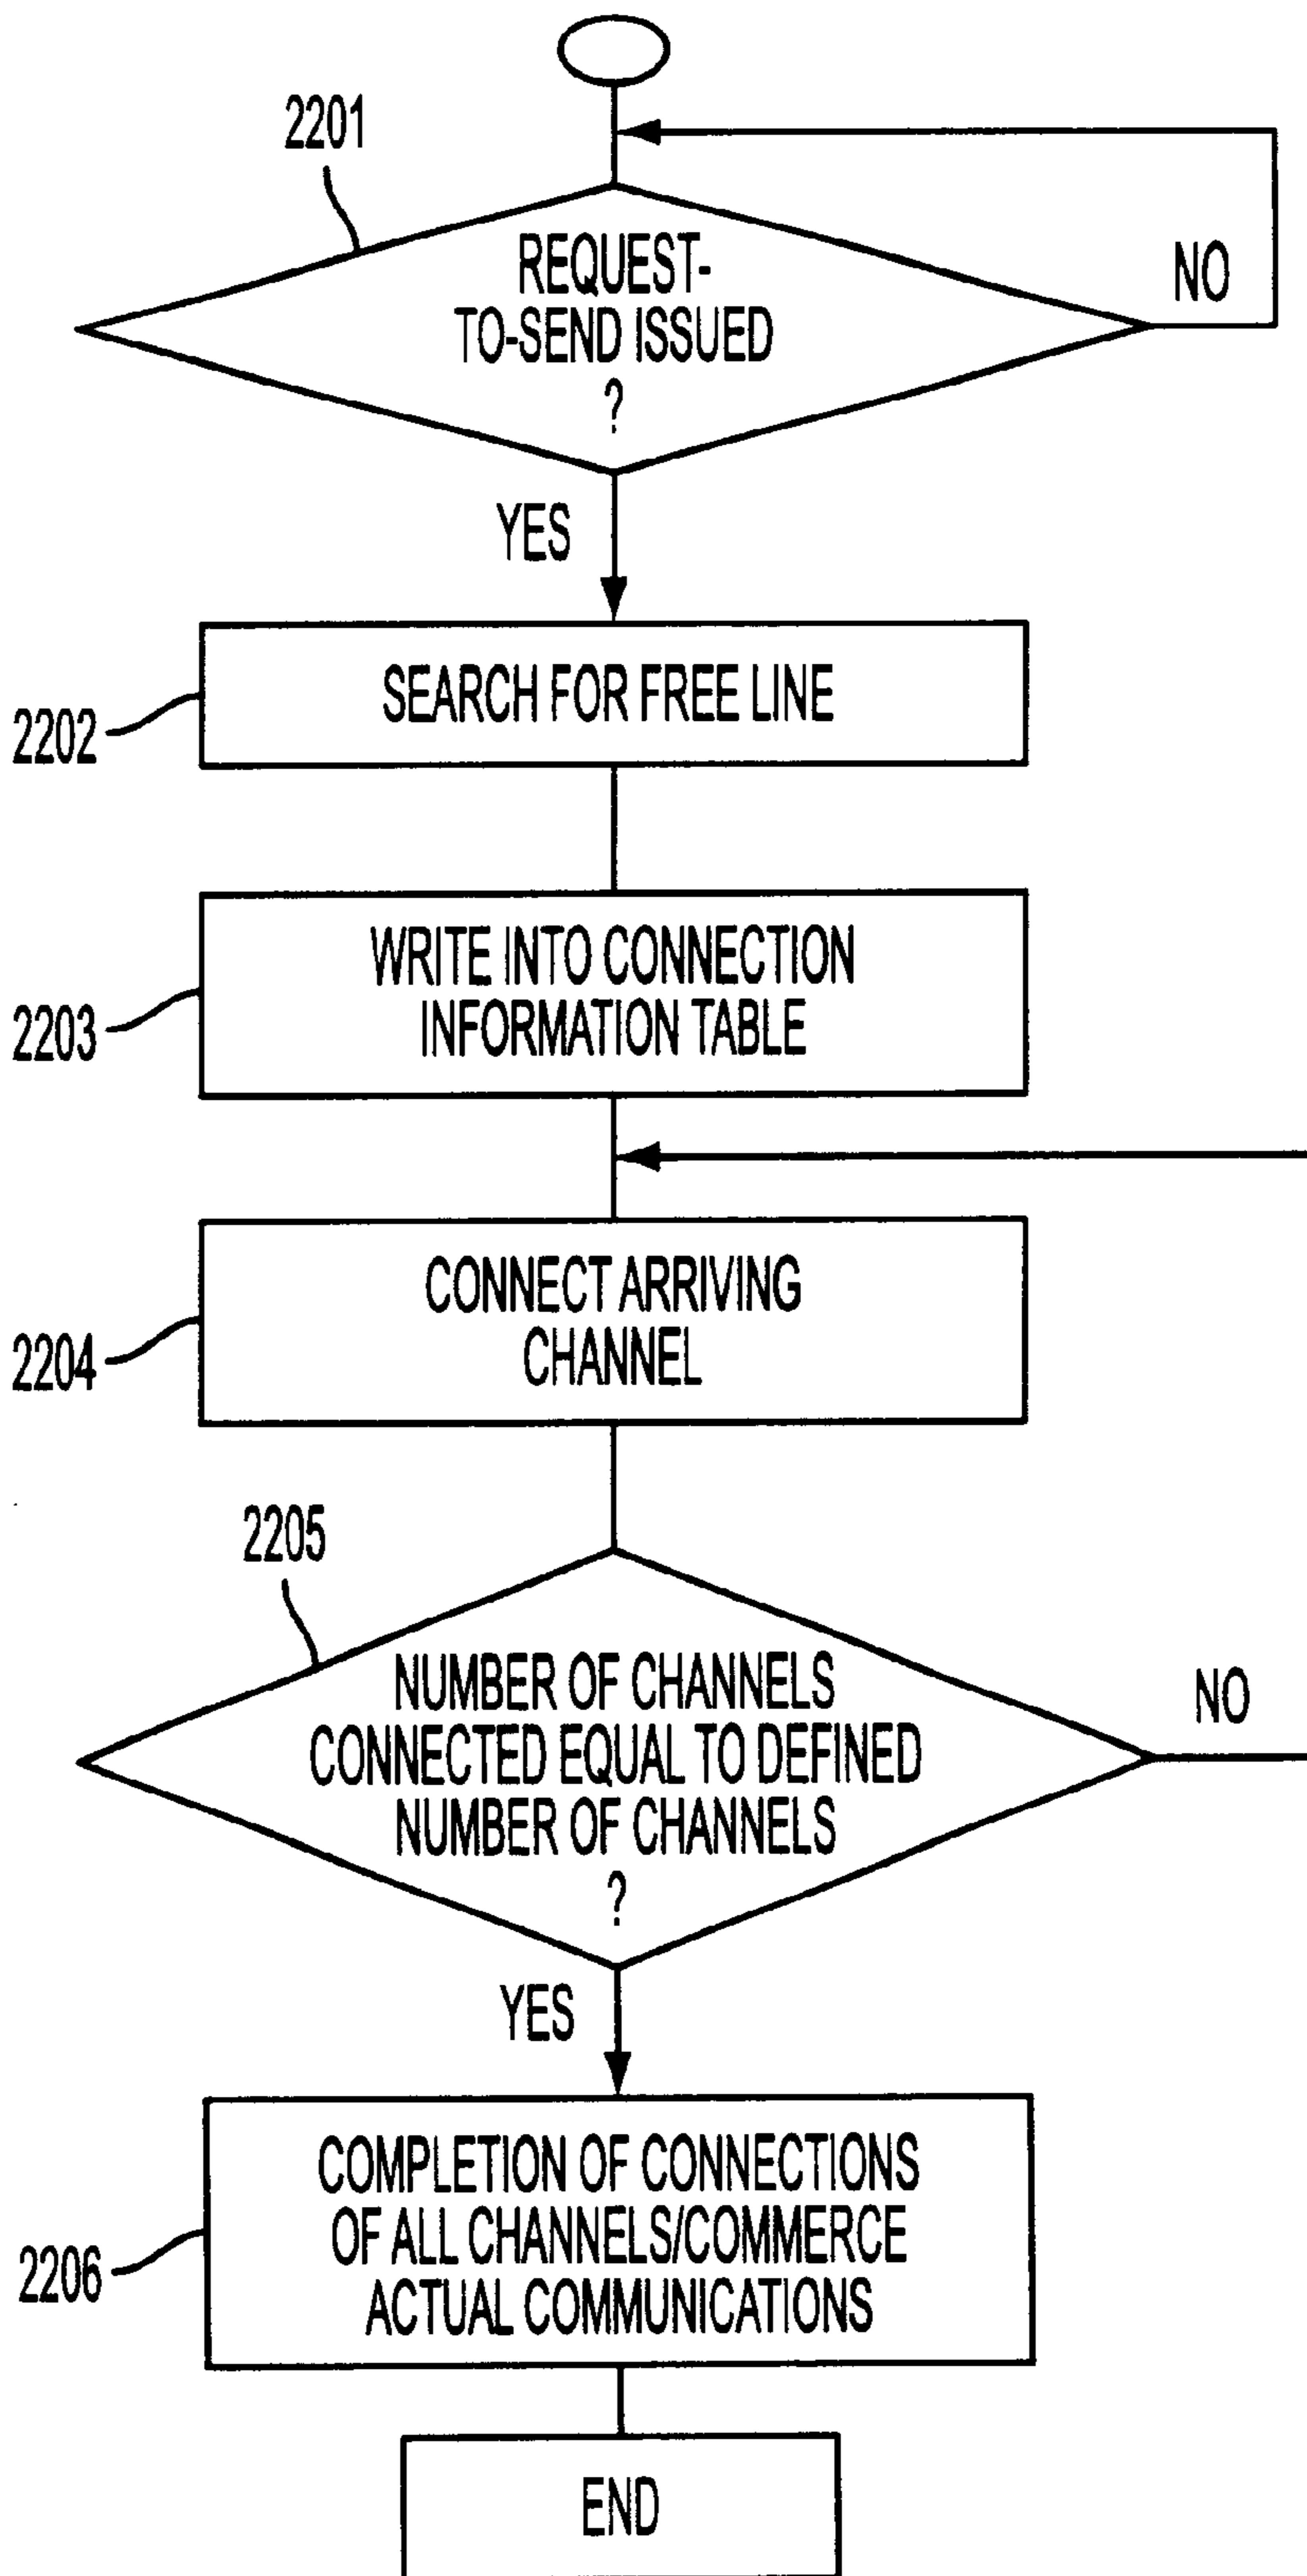 2201
REQUEST-
TO-SEND ISSUED
?
NO
YES
2202
SEARCH FOR FREE LINE
2203
WRITE INTO CONNECTION
INFORMATION TABLE
2204
CONNECT ARRIVING
CHANNEL
2205
NUMBER OF CHANNELS
CONNECTED EQUAL TO DEFINED
NUMBER OF CHANNELS
?
NO
YES
2206
COMPLETION OF CONNECTIONS
OF ALL CHANNELS/COMMERCE
ACTUAL COMMUNICATIONS
END